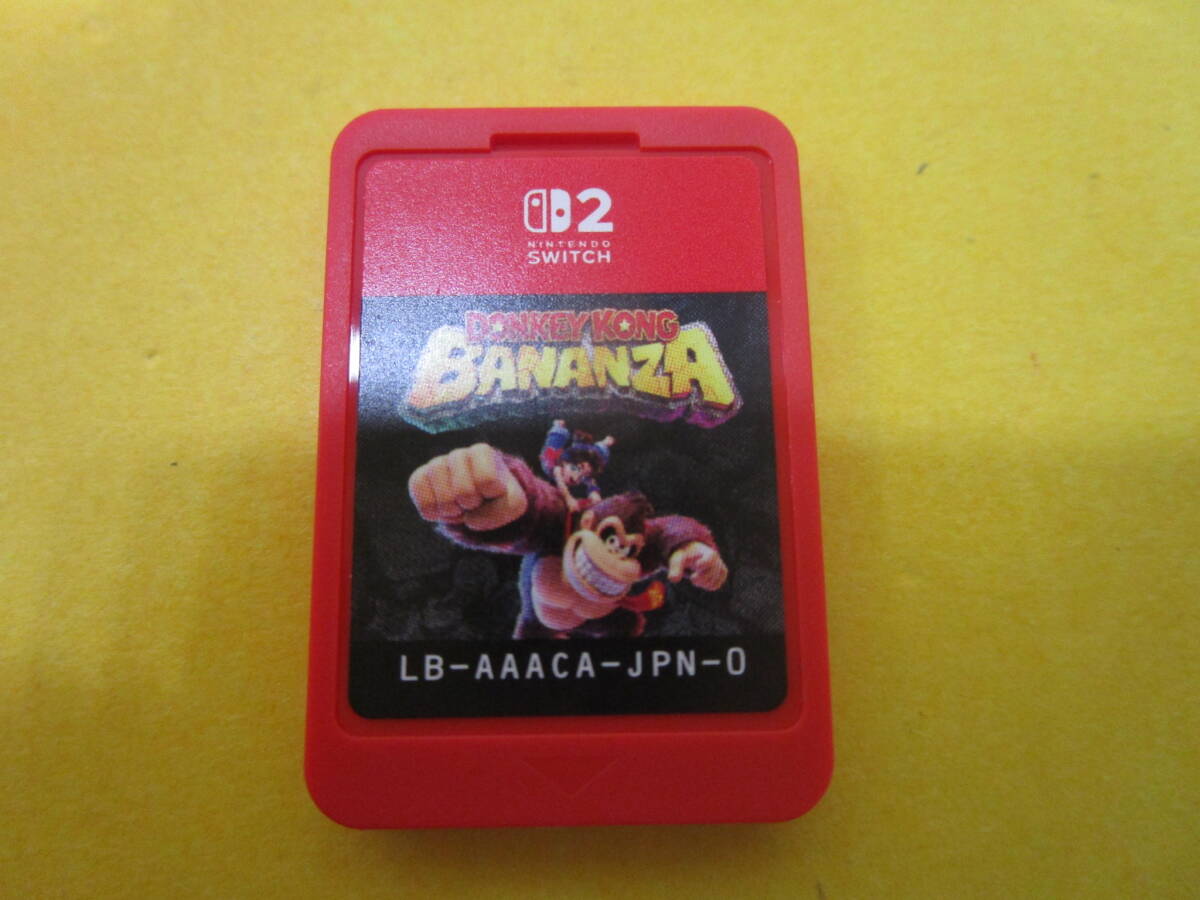 2
NINTENDO
SWITCH
DONKEY KONG
BANANZA
LB-AAACA-JPN-0